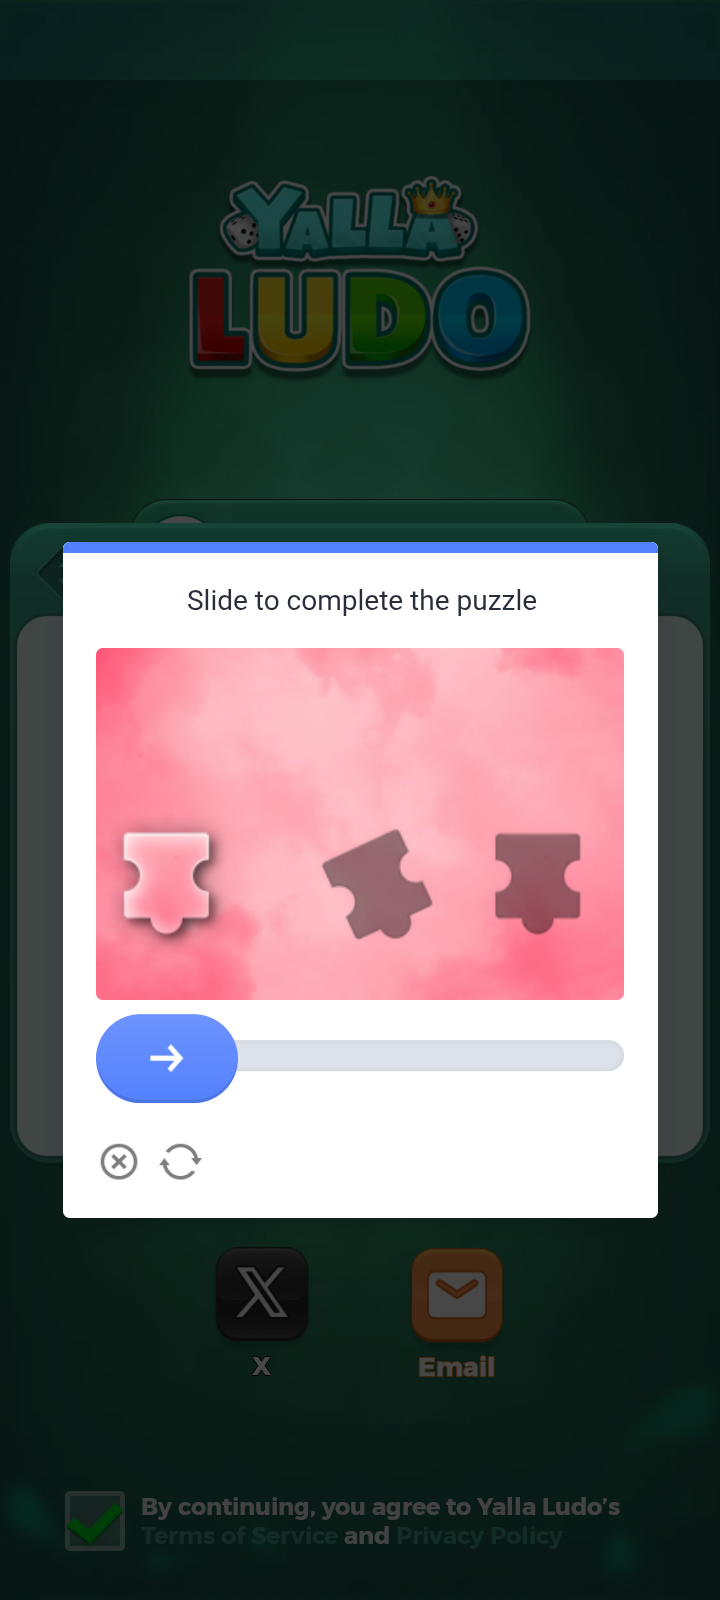 YALLA
LUDO
Slide to complete the puzzle
X
Email
By continuing, you agree to Yalla Ludo's
Terms of Service and Privacy Policy